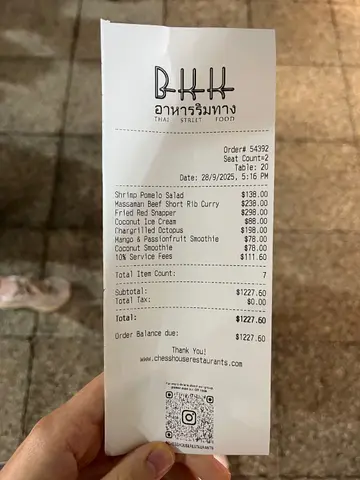 BKK
อาหารริมทาง
THAI STREET FOOD
Order# 54392
Seat Count=2
Table: 20
Date: 28/9/2025, 5:16 PM
Shrimp Pomelo Salad $138.00
Massaman Beef Short Rib Curry $238.00
Fried Red Snapper $298.00
Coconut Ice Cream $88.00
Chargrilled Octopus $198.00
Mango & Passionfruit Smoothie $78.00
Coconut Smoothie $78.00
10% Service Fees $111.60
Total Item Count: 7
Subtotal: $1227.60
Total Tax: $0.00
Total: $1227.60
Order Balance due: $1227.60
Thank You!
www.chesshouserestaurants.com